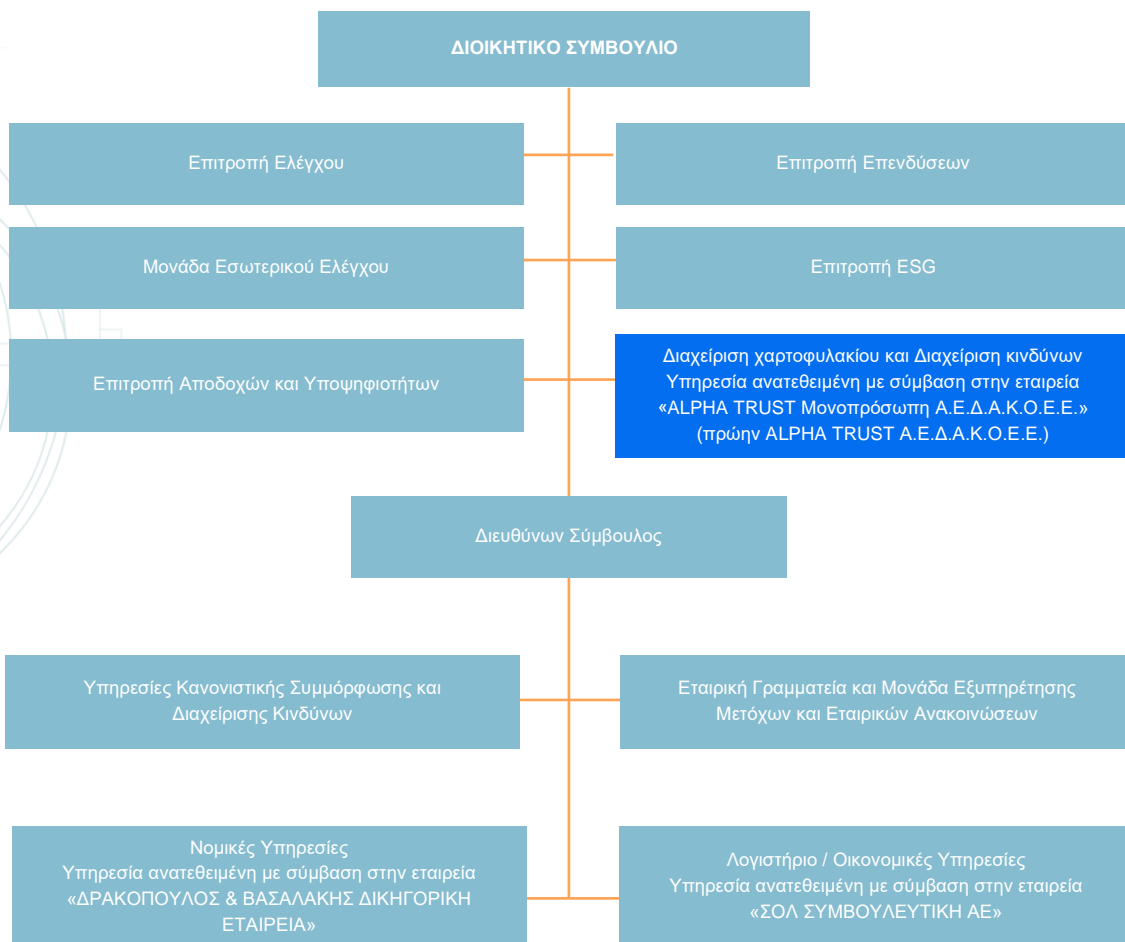 ΔΙΟΙΚΗΤΙΚΟ ΣΥΜΒΟΥΛΙΟ
Επιτροπή Ελέγχου
Επιτροπή Επενδύσεων
Μονάδα Εσωτερικού Ελέγχου
Επιτροπή ESG
Επιτροπή Αποδοχών και Υποψηφιοτήτων
Διαχείριση χαρτοφυλακίου και Διαχείριση κινδύνων
Υπηρεσία ανατεθειμένη με σύμβαση στην εταιρεία
«ALPHA TRUST Μονοπρόσωπη Α.Ε.Δ.Α.Κ.Ο.Ε.Ε.»
(πρώην ALPHA TRUST Α.Ε.Δ.Α.Κ.Ο.Ε.Ε.)
Διευθύνων Σύμβουλος
Υπηρεσίες Κανονιστικής Συμμόρφωσης και
Διαχείρισης Κινδύνων
Εταιρική Γραμματεία και Μονάδα Εξυπηρέτησης
Μετόχων και Εταιρικών Ανακοινώσεων
Νομικές Υπηρεσίες
Υπηρεσία ανατεθειμένη με σύμβαση στην εταιρεία
«ΔΡΑΚΟΠΟΥΛΟΣ & ΒΑΣΑΛΑΚΗΣ ΔΙΚΗΓΟΡΙΚΗ
ΕΤΑΙΡΕΙΑ»
Λογιστήριο / Οικονομικές Υπηρεσίες
Υπηρεσία ανατεθειμένη με σύμβαση στην εταιρεία
«ΣΟΛ ΣΥΜΒΟΥΛΕΥΤΙΚΗ ΑΕ»